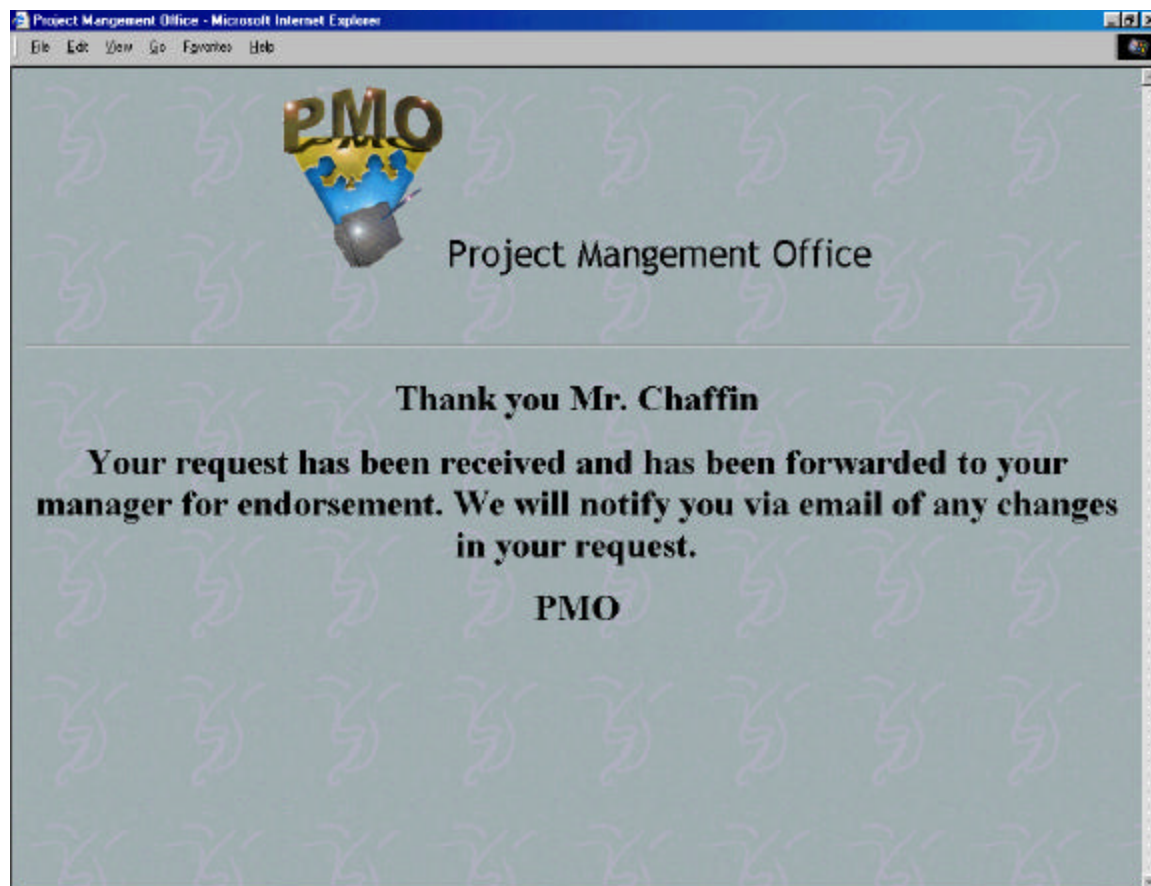 Project Mangement Office - Microsoft Internet Explorer
File Edit View Go Favorites Help
PMO
Project Mangement Office
Thank you Mr. Chaffin
Your request has been received and has been forwarded to your
manager for endorsement. We will notify you via email of any changes
in your request.
PMO